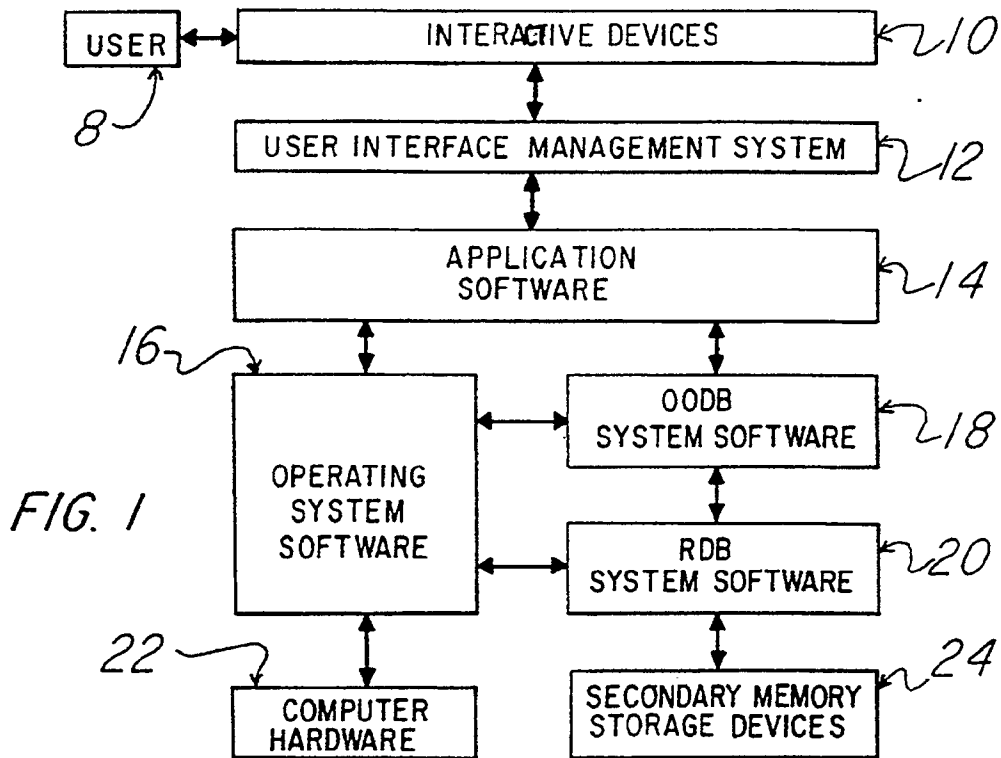 USER
INTERACTIVE DEVICES
10
8
USER INTERFACE MANAGEMENT SYSTEM
12
APPLICATION
SOFTWARE
14
16
OODB
SYSTEM SOFTWARE
18
OPERATING
SYSTEM
SOFTWARE
FIG. 1
RDB
SYSTEM SOFTWARE
20
22
COMPUTER
HARDWARE
SECONDARY MEMORY
STORAGE DEVICES
24